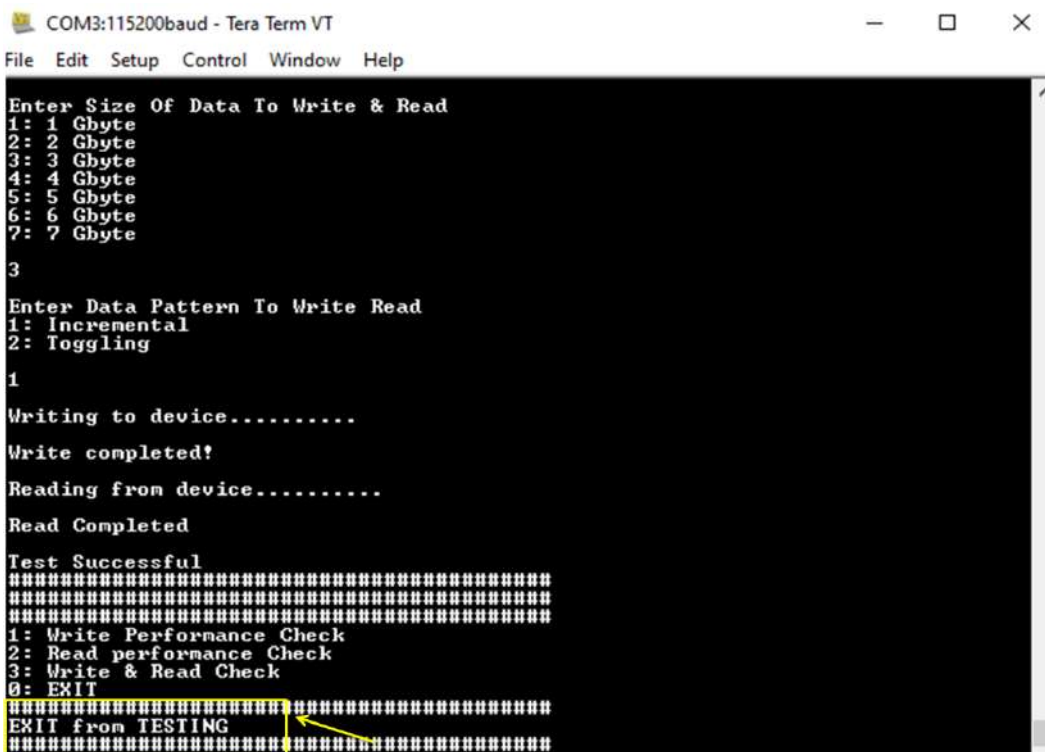 COM3:115200baud - Tera Term VT
File Edit Setup Control Window Help
Enter Size Of Data To Write & Read
1: 1 Gbyte
2: 2 Gbyte
3: 3 Gbyte
4: 4 Gbyte
5: 5 Gbyte
6: 6 Gbyte
7: 7 Gbyte
3
Enter Data Pattern To Write Read
1: Incremental
2: Toggling
1
Writing to device..........
Write completed!
Reading from device..........
Read Completed
Test Successful
##########################################
##########################################
##########################################
1: Write Performance Check
2: Read performance Check
3: Write & Read Check
0: EXIT
##########################################
EXIT from TESTING
##########################################